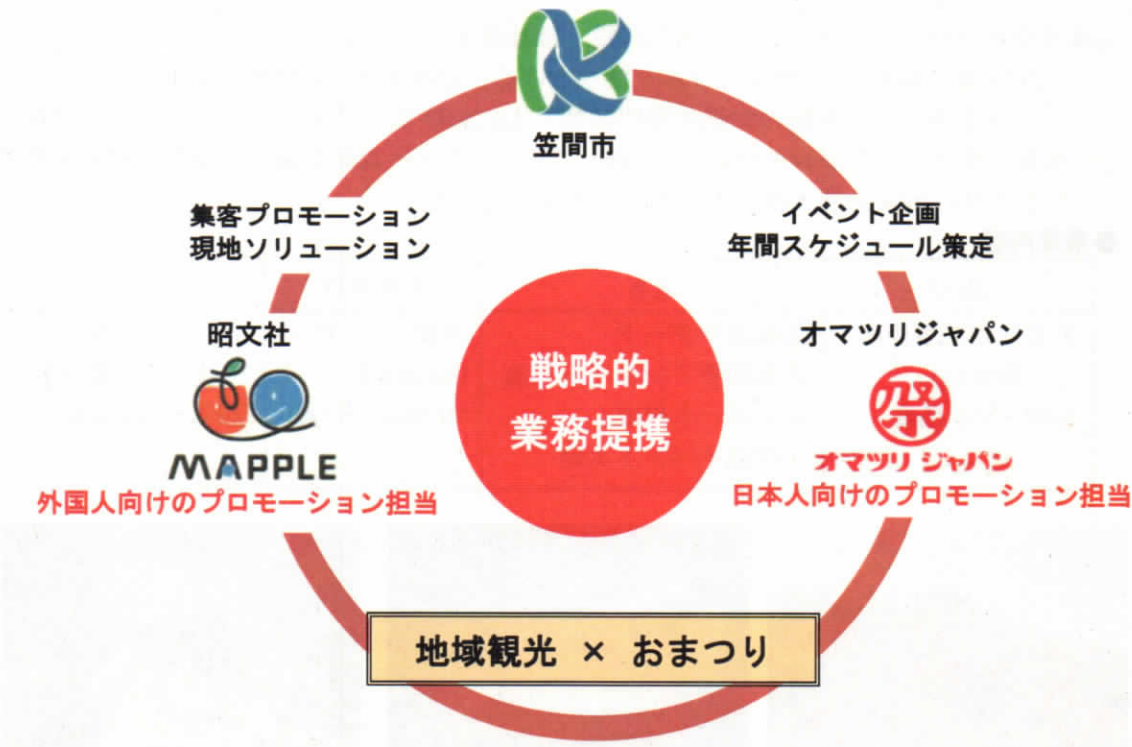 笠間市
集客プロモーション
現地ソリューション
イベント企画
年間スケジュール策定
昭文社
MAPPLE
外国人向けのプロモーション担当
戦略的
業務提携
オマツリジャパン
祭
オマツリ ジャパン
日本人向けのプロモーション担当
地域観光 × おまつり